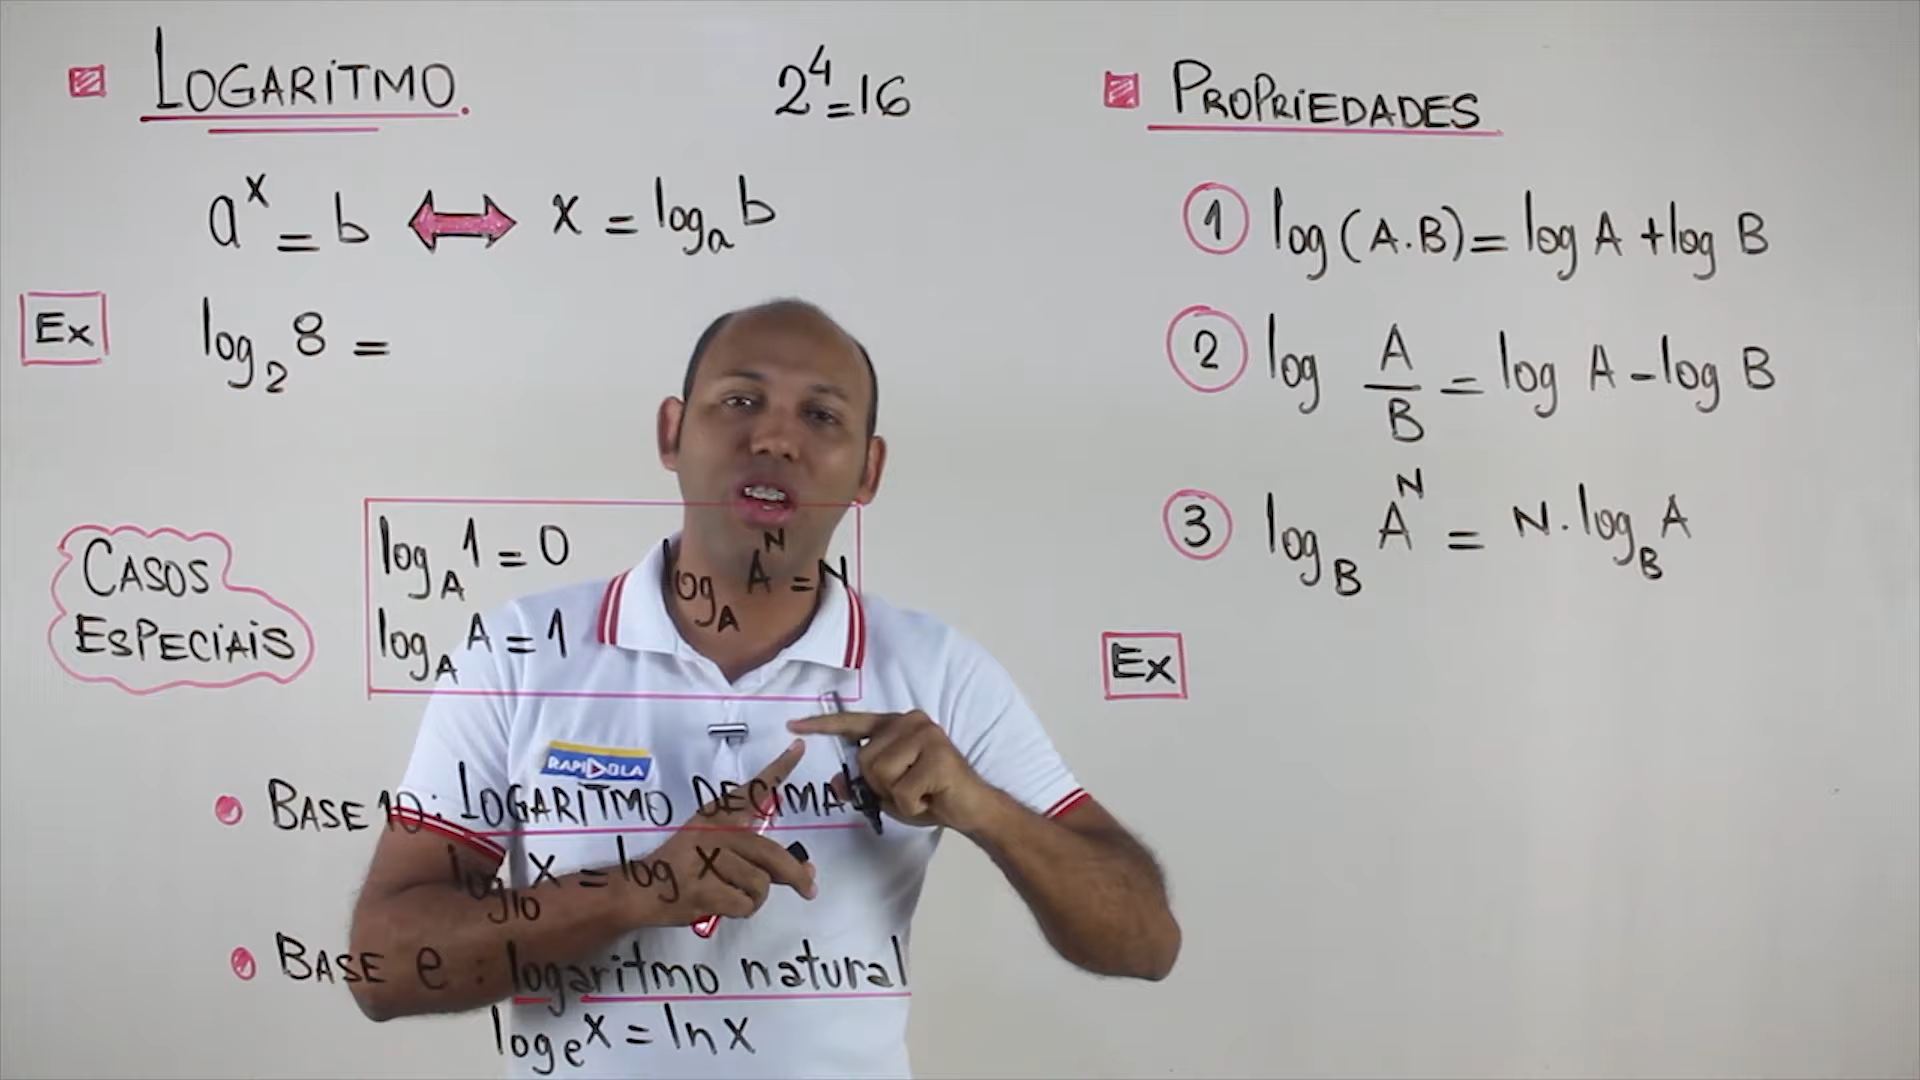 LOGARITMO.
2⁴=16
aˣ = b ⟺ x = logₐ b
Ex
log₂ 8 =
CASOS
ESPECIAIS
log_A 1 = 0
log_A A^N = N
log_A A = 1
RAPIDOLA
• BASE 10: LOGARITMO DECIMAL
log₁₀ x = log x
• BASE e : logaritmo natural
logₑ x = ln x
PROPRIEDADES
1 log (A.B) = log A + log B
2 log A/B = log A - log B
3 log_B A^N = N . log_B A
Ex